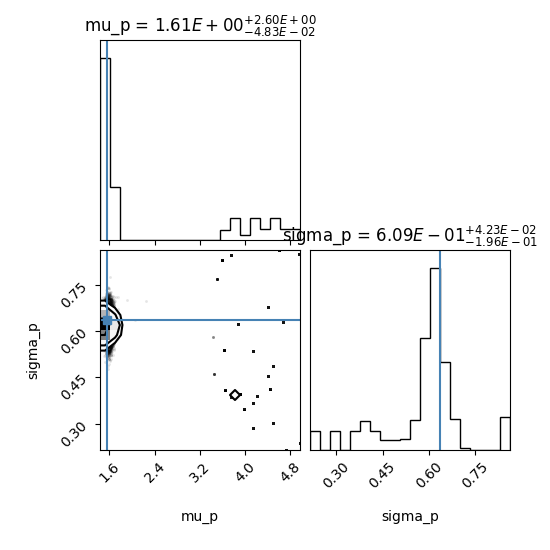 mu_p = 1.61E + 00+2.60E + 00 −4.83E − 02
sigma_p = 6.09E − 01+4.23E − 02 −1.96E − 01
0.75
0.60
0.45
0.30
sigma_p
1.6 2.4 3.2 4.0 4.8
0.30 0.45 0.60 0.75
mu_p
sigma_p